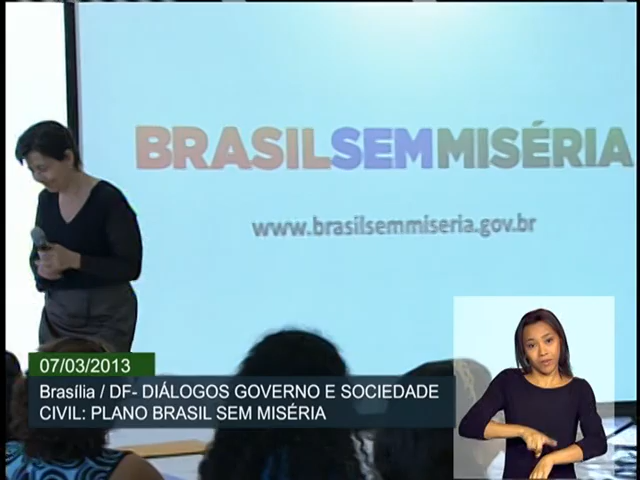 BRASILSEMMISÉRIA
www.brasilsemmiseria.gov.br
07/03/2013
Brasília / DF- DIÁLOGOS GOVERNO E SOCIEDADE
CIVIL: PLANO BRASIL SEM MISÉRIA